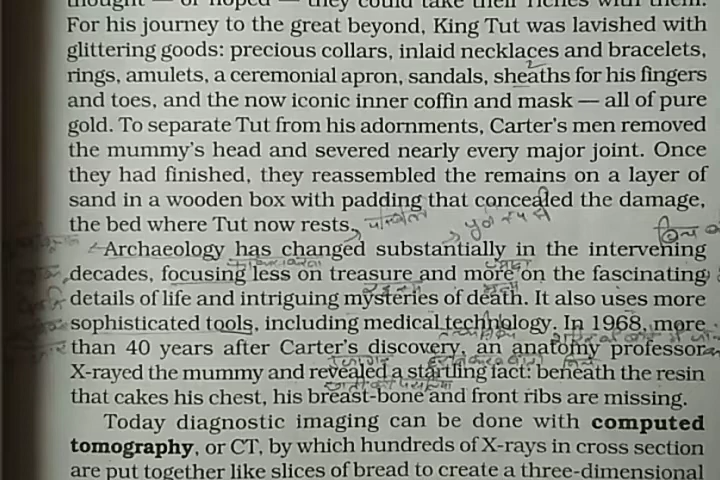 thought — or hoped — they could take their riches with them.
For his journey to the great beyond, King Tut was lavished with
glittering goods: precious collars, inlaid necklaces and bracelets,
rings, amulets, a ceremonial apron, sandals, sheaths for his fingers
and toes, and the now iconic inner coffin and mask — all of pure
gold. To separate Tut from his adornments, Carter's men removed
the mummy's head and severed nearly every major joint. Once
they had finished, they reassembled the remains on a layer of
sand in a wooden box with padding that concealed the damage,
the bed where Tut now rests.
Archaeology has changed substantially in the intervening
decades, focusing less on treasure and more on the fascinating
details of life and intriguing mysteries of death. It also uses more
sophisticated tools, including medical technology. In 1968, more
than 40 years after Carter's discovery, an anatomy professor
X-rayed the mummy and revealed a startling fact: beneath the resin
that cakes his chest, his breast-bone and front ribs are missing.
Today diagnostic imaging can be done with computed
tomography, or CT, by which hundreds of X-rays in cross section
are put together like slices of bread to create a three-dimensional